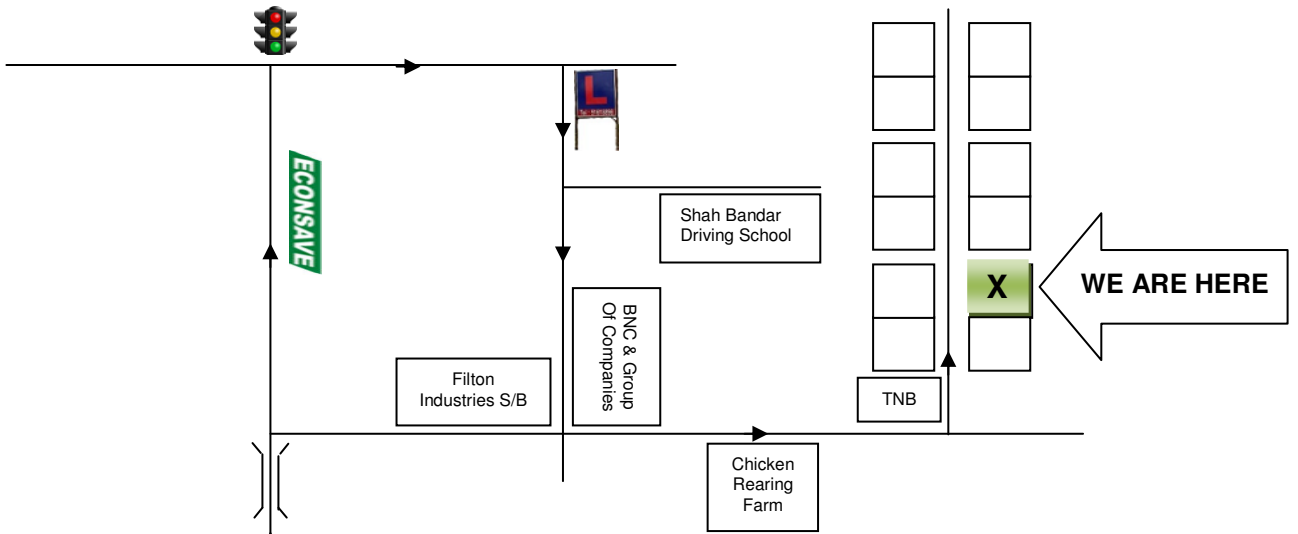 L
ECONSAVE
Shah Bandar
Driving School
X
WE ARE HERE
BNC & Group
Of Companies
Filton
Industries S/B
TNB
Chicken
Rearing
Farm